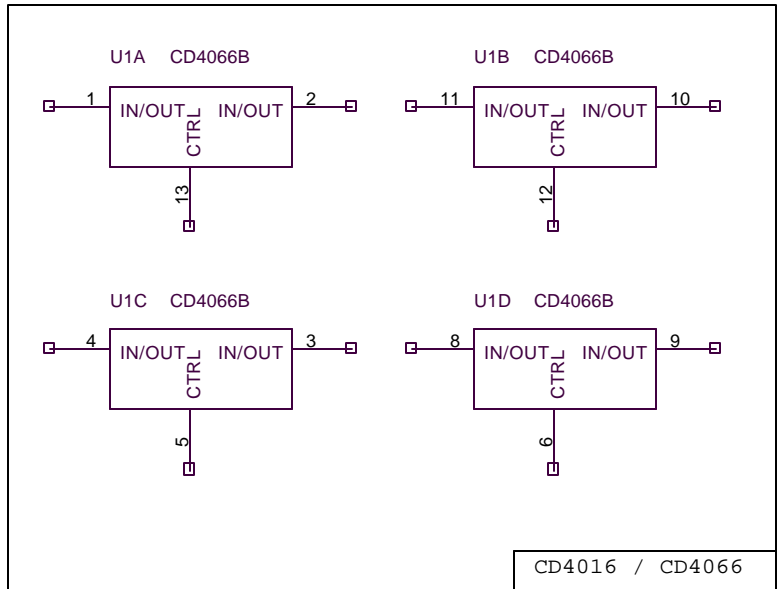 U1A CD4066B
1 IN/OUT IN/OUT 2
CTRL
13
U1B CD4066B
11 IN/OUT IN/OUT 10
CTRL
12
U1C CD4066B
4 IN/OUT IN/OUT 3
CTRL
5
U1D CD4066B
8 IN/OUT IN/OUT 9
CTRL
6
CD4016 / CD4066